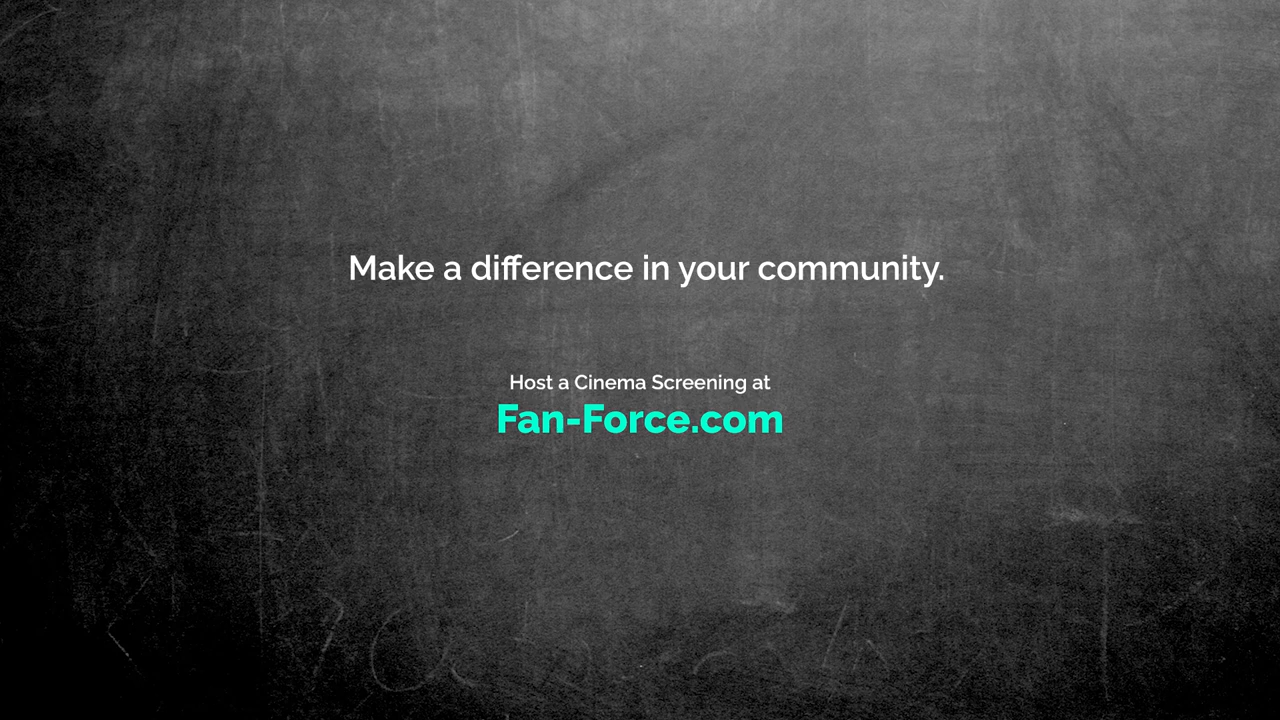 Make a difference in your community.
Host a Cinema Screening at
Fan-Force.com